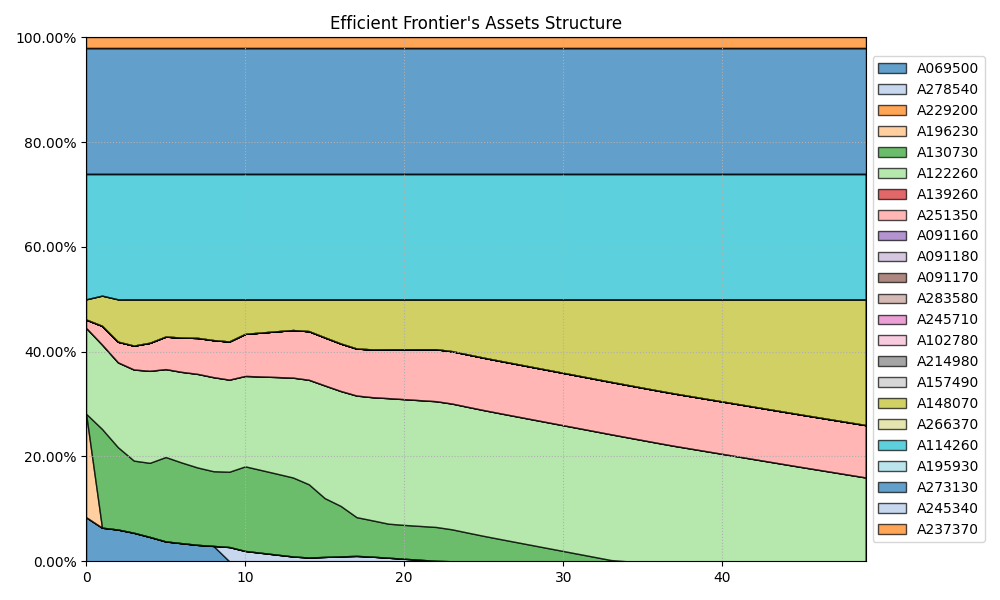 Efficient Frontier's Assets Structure
100.00%
80.00%
60.00%
40.00%
20.00%
0.00%
0
10
20
30
40
A069500
A278540
A229200
A196230
A130730
A122260
A139260
A251350
A091160
A091180
A091170
A283580
A245710
A102780
A214980
A157490
A148070
A266370
A114260
A195930
A273130
A245340
A237370